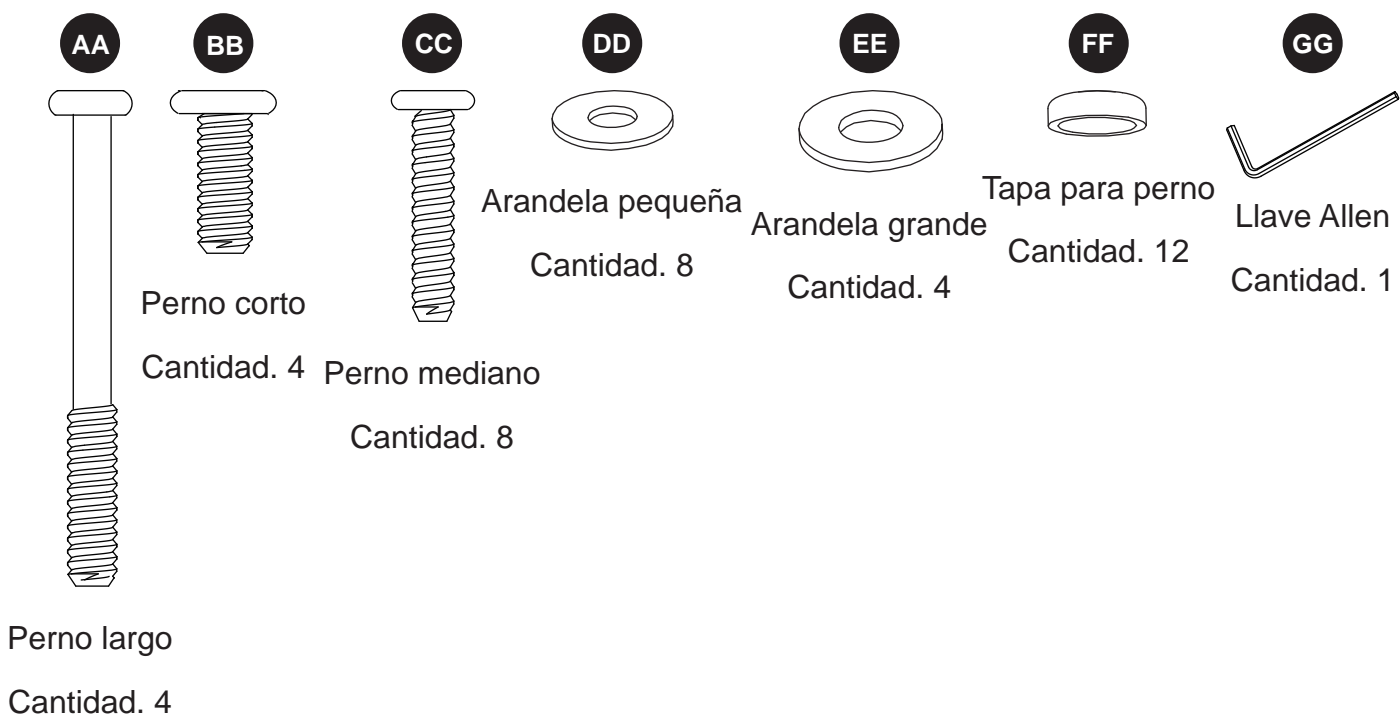 AA
BB
CC
DD
EE
FF
GG
Perno largo
Cantidad. 4
Perno corto
Cantidad. 4
Perno mediano
Cantidad. 8
Arandela pequeña
Cantidad. 8
Arandela grande
Cantidad. 4
Tapa para perno
Cantidad. 12
Llave Allen
Cantidad. 1